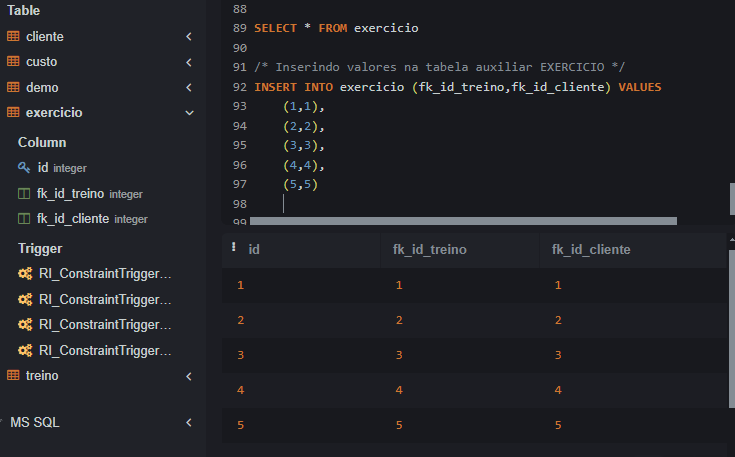 Table
cliente
custo
demo
exercicio
Column
id integer
fk_id_treino integer
fk_id_cliente integer
Trigger
RI_ConstraintTrigger...
RI_ConstraintTrigger...
RI_ConstraintTrigger...
RI_ConstraintTrigger...
treino
MS SQL
88
89 SELECT * FROM exercicio
90
91 /* Inserindo valores na tabela auxiliar EXERCICIO */
92 INSERT INTO exercicio (fk_id_treino,fk_id_cliente) VALUES
93 (1,1),
94 (2,2),
95 (3,3),
96 (4,4),
97 (5,5)
98
99
id fk_id_treino fk_id_cliente
1 1 1
2 2 2
3 3 3
4 4 4
5 5 5